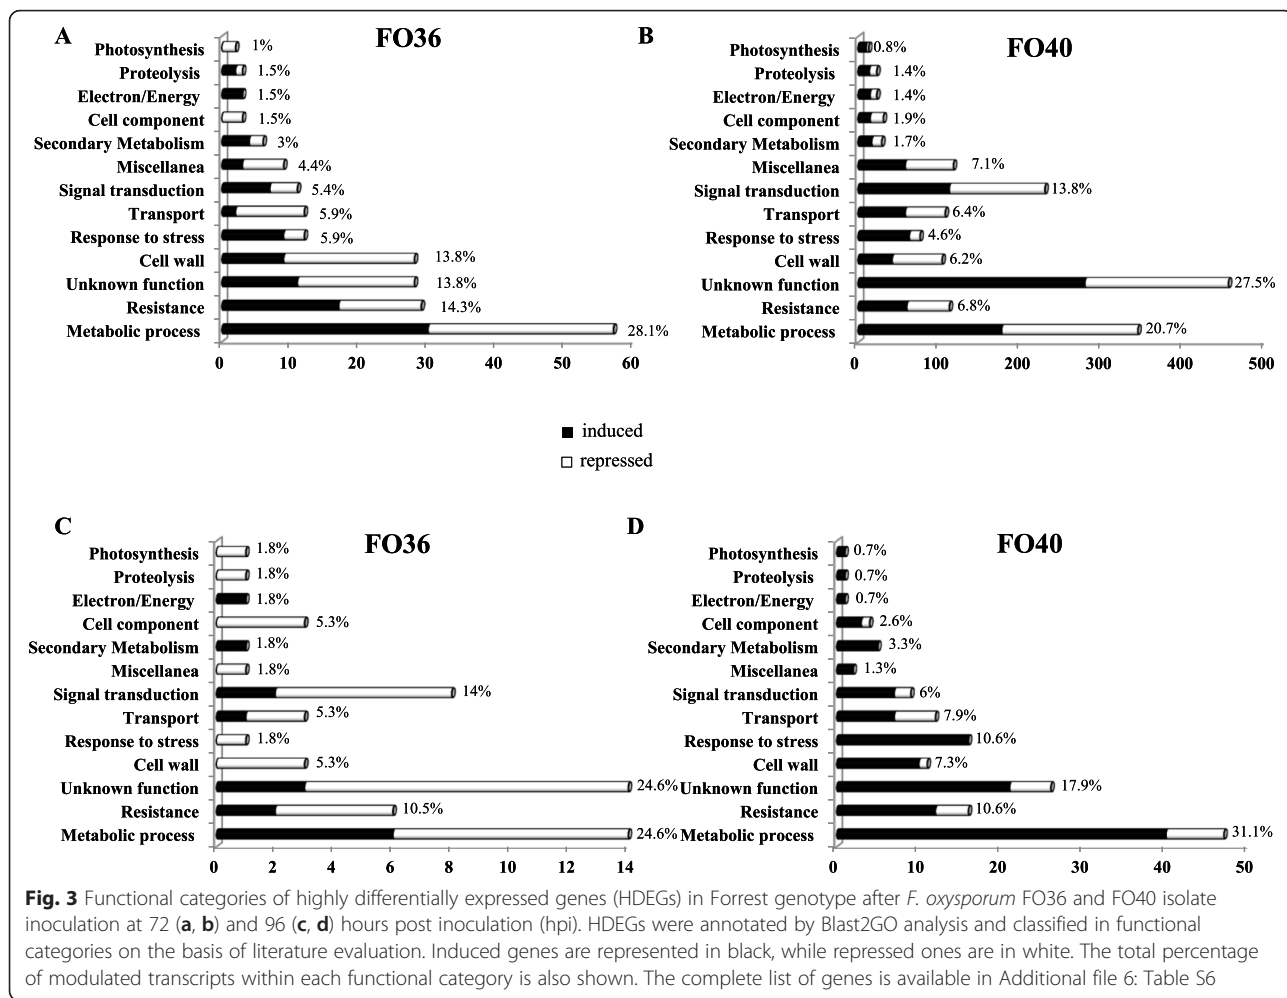 A
FO36
Photosynthesis 1%
Proteolysis 1.5%
Electron/Energy 1.5%
Cell component 1.5%
Secondary Metabolism 3%
Miscellanea 4.4%
Signal transduction 5.4%
Transport 5.9%
Response to stress 5.9%
Cell wall 13.8%
Unknown function 13.8%
Resistance 14.3%
Metabolic process 28.1%
0 10 20 30 40 50 60
B
FO40
Photosynthesis 0.8%
Proteolysis 1.4%
Electron/Energy 1.4%
Cell component 1.9%
Secondary Metabolism 1.7%
Miscellanea 7.1%
Signal transduction 13.8%
Transport 6.4%
Response to stress 4.6%
Cell wall 6.2%
Unknown function 27.5%
Resistance 6.8%
Metabolic process 20.7%
0 100 200 300 400 500
induced
repressed
C
FO36
Photosynthesis 1.8%
Proteolysis 1.8%
Electron/Energy 1.8%
Cell component 5.3%
Secondary Metabolism 1.8%
Miscellanea 1.8%
Signal transduction 14%
Transport 5.3%
Response to stress 1.8%
Cell wall 5.3%
Unknown function 24.6%
Resistance 10.5%
Metabolic process 24.6%
0 2 4 6 8 10 12 14
D
FO40
Photosynthesis 0.7%
Proteolysis 0.7%
Electron/Energy 0.7%
Cell component 2.6%
Secondary Metabolism 3.3%
Miscellanea 1.3%
Signal transduction 6%
Transport 7.9%
Response to stress 10.6%
Cell wall 7.3%
Unknown function 17.9%
Resistance 10.6%
Metabolic process 31.1%
0 10 20 30 40 50
Fig. 3 Functional categories of highly differentially expressed genes (HDEGs) in Forrest genotype after F. oxysporum FO36 and FO40 isolate
inoculation at 72 (a, b) and 96 (c, d) hours post inoculation (hpi). HDEGs were annotated by Blast2GO analysis and classified in functional
categories on the basis of literature evaluation. Induced genes are represented in black, while repressed ones are in white. The total percentage
of modulated transcripts within each functional category is also shown. The complete list of genes is available in Additional file 6: Table S6